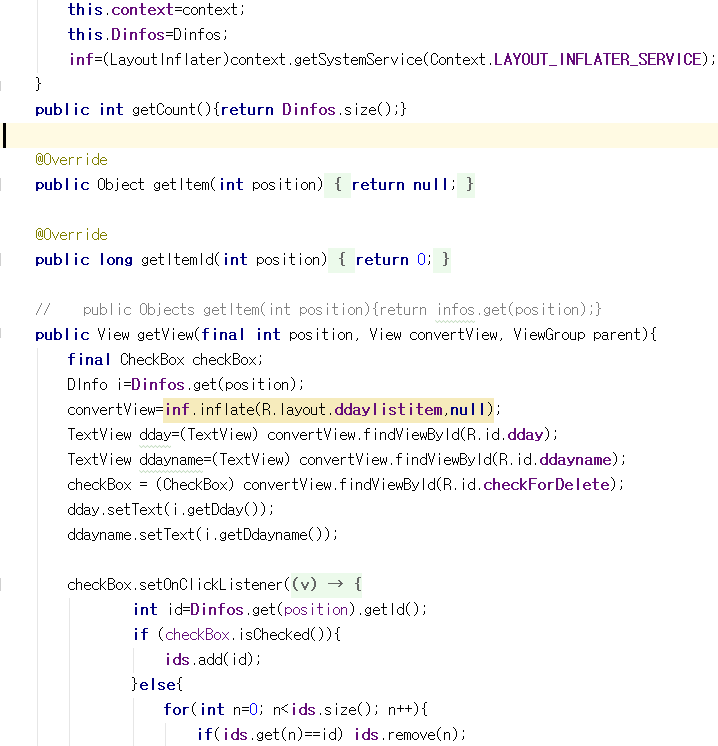 this.context=context;
this.Dinfos=Dinfos;
inf=(LayoutInflater)context.getSystemService(Context.LAYOUT_INFLATER_SERVICE);
}
public int getCount(){return Dinfos.size();}
@Override
public Object getItem(int position) { return null; }
@Override
public long getItemId(int position) { return 0; }
//    public Objects getItem(int position){return infos.get(position);}
public View getView(final int position, View convertView, ViewGroup parent){
final CheckBox checkBox;
DInfo i=Dinfos.get(position);
convertView=inf.inflate(R.layout.ddaylistitem,null);
TextView dday=(TextView) convertView.findViewById(R.id.dday);
TextView ddayname=(TextView) convertView.findViewById(R.id.ddayname);
checkBox = (CheckBox) convertView.findViewById(R.id.checkForDelete);
dday.setText(i.getDday());
ddayname.setText(i.getDdayname());
checkBox.setOnClickListener((v) → {
int id=Dinfos.get(position).getId();
if (checkBox.isChecked()){
ids.add(id);
}else{
for(int n=0; n<ids.size(); n++){
if(ids.get(n)==id) ids.remove(n);